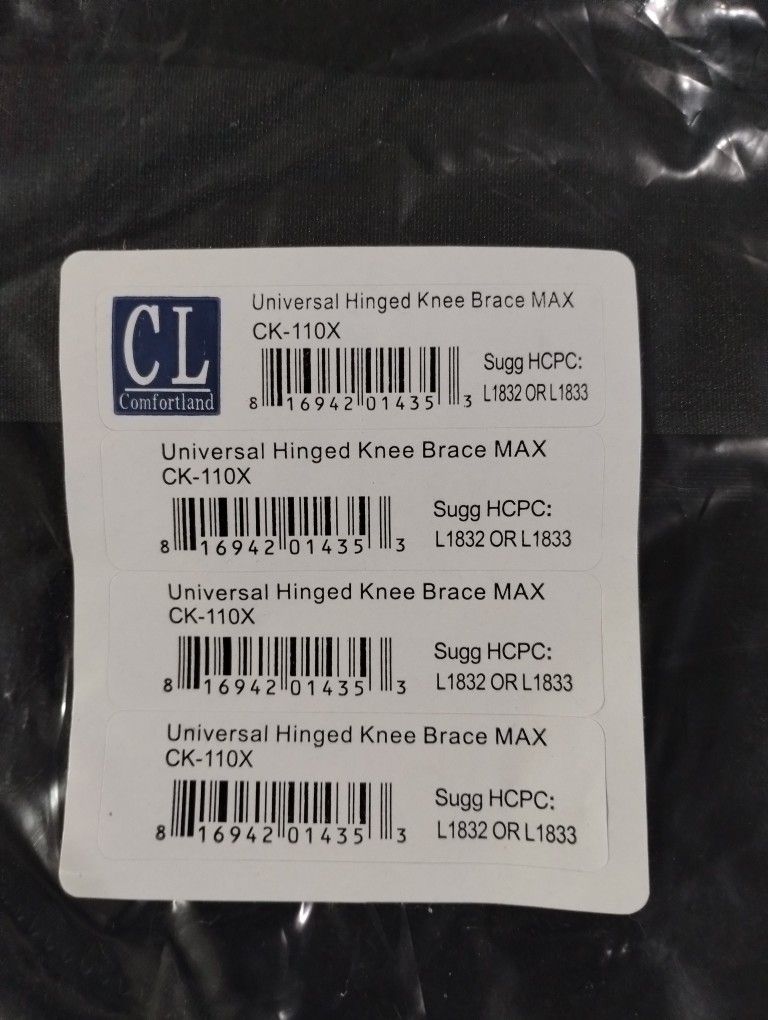 CL
Comfortland
Universal Hinged Knee Brace MAX
CK-110X
Sugg HCPC:
L1832 OR L1833
8 16942 01435 3
Universal Hinged Knee Brace MAX
CK-110X
Sugg HCPC:
L1832 OR L1833
8 16942 01435 3
Universal Hinged Knee Brace MAX
CK-110X
Sugg HCPC:
L1832 OR L1833
8 16942 01435 3
Universal Hinged Knee Brace MAX
CK-110X
Sugg HCPC:
L1832 OR L1833
8 16942 01435 3